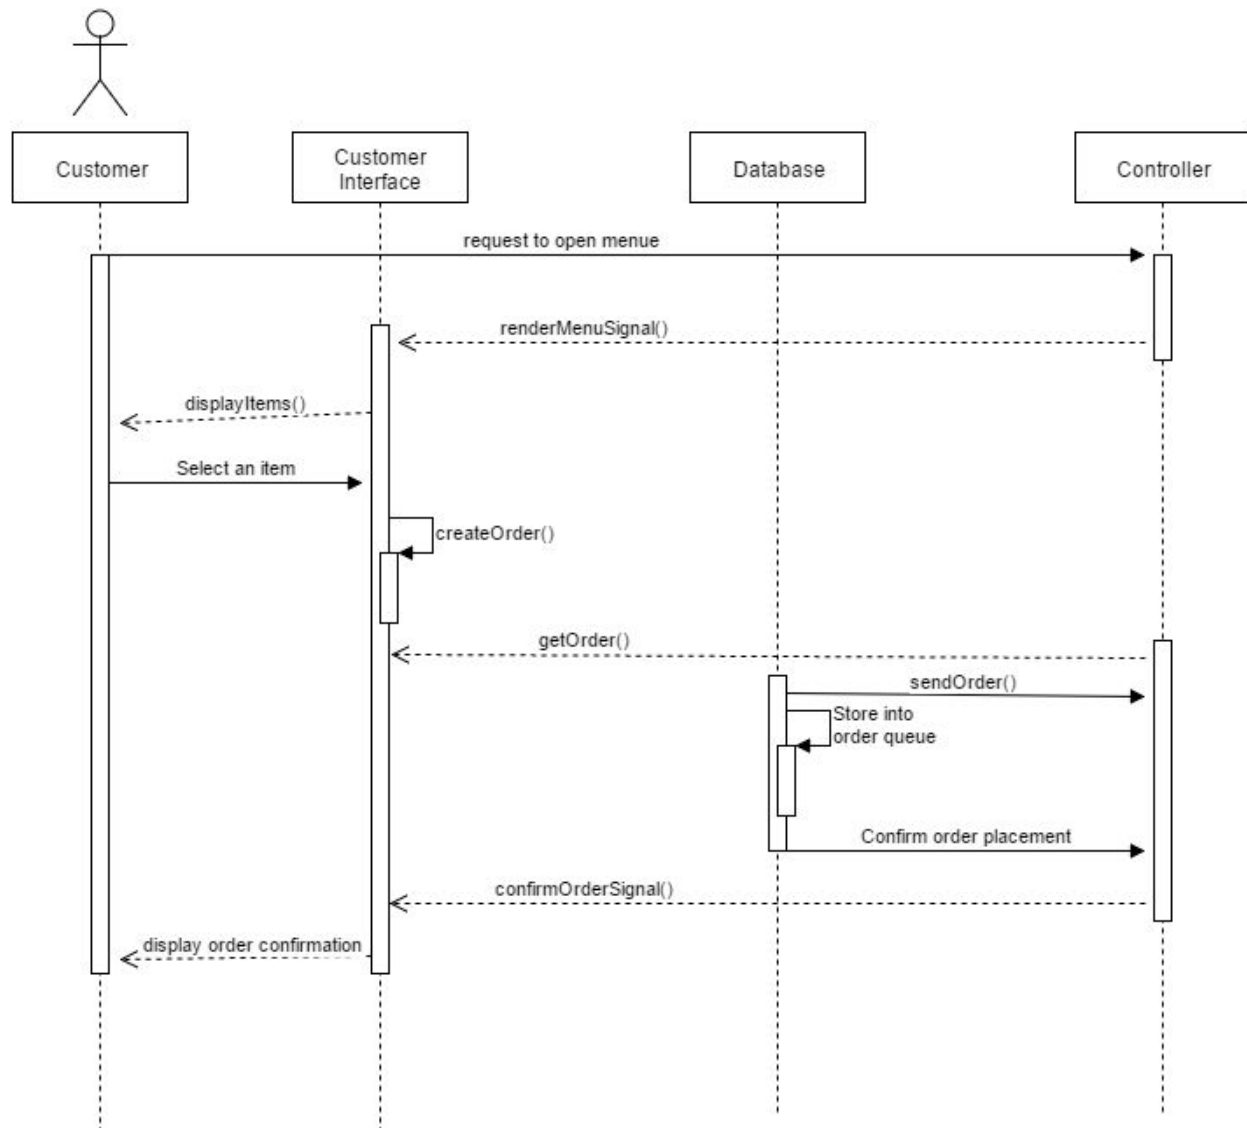 Customer
Customer
Interface
Database
Controller
request to open menue
renderMenuSignal()
displayItems()
Select an item
createOrder()
getOrder()
sendOrder()
Store into
order queue
Confirm order placement
confirmOrderSignal()
display order confirmation